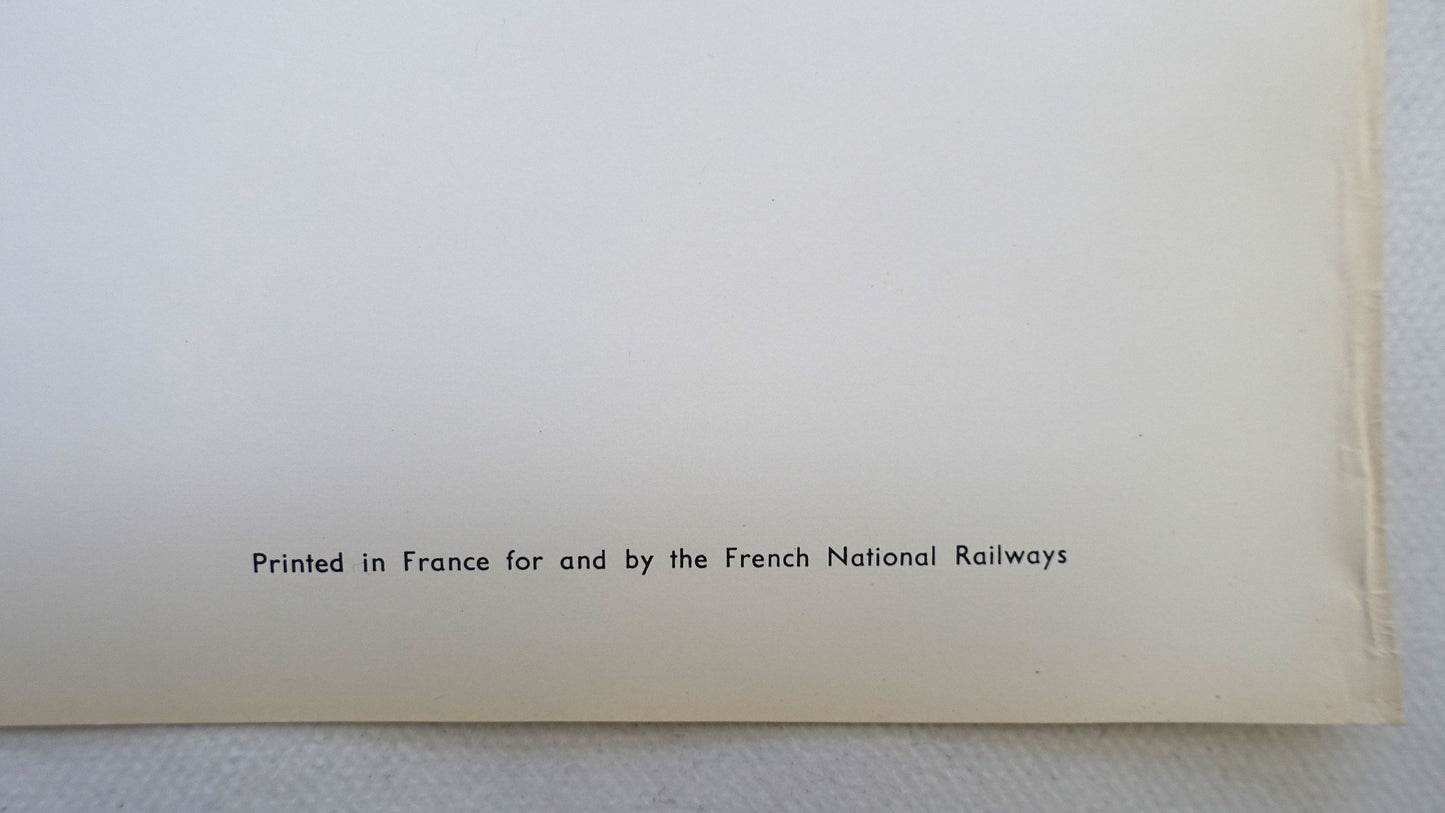 Printed in France for and by the French National Railways